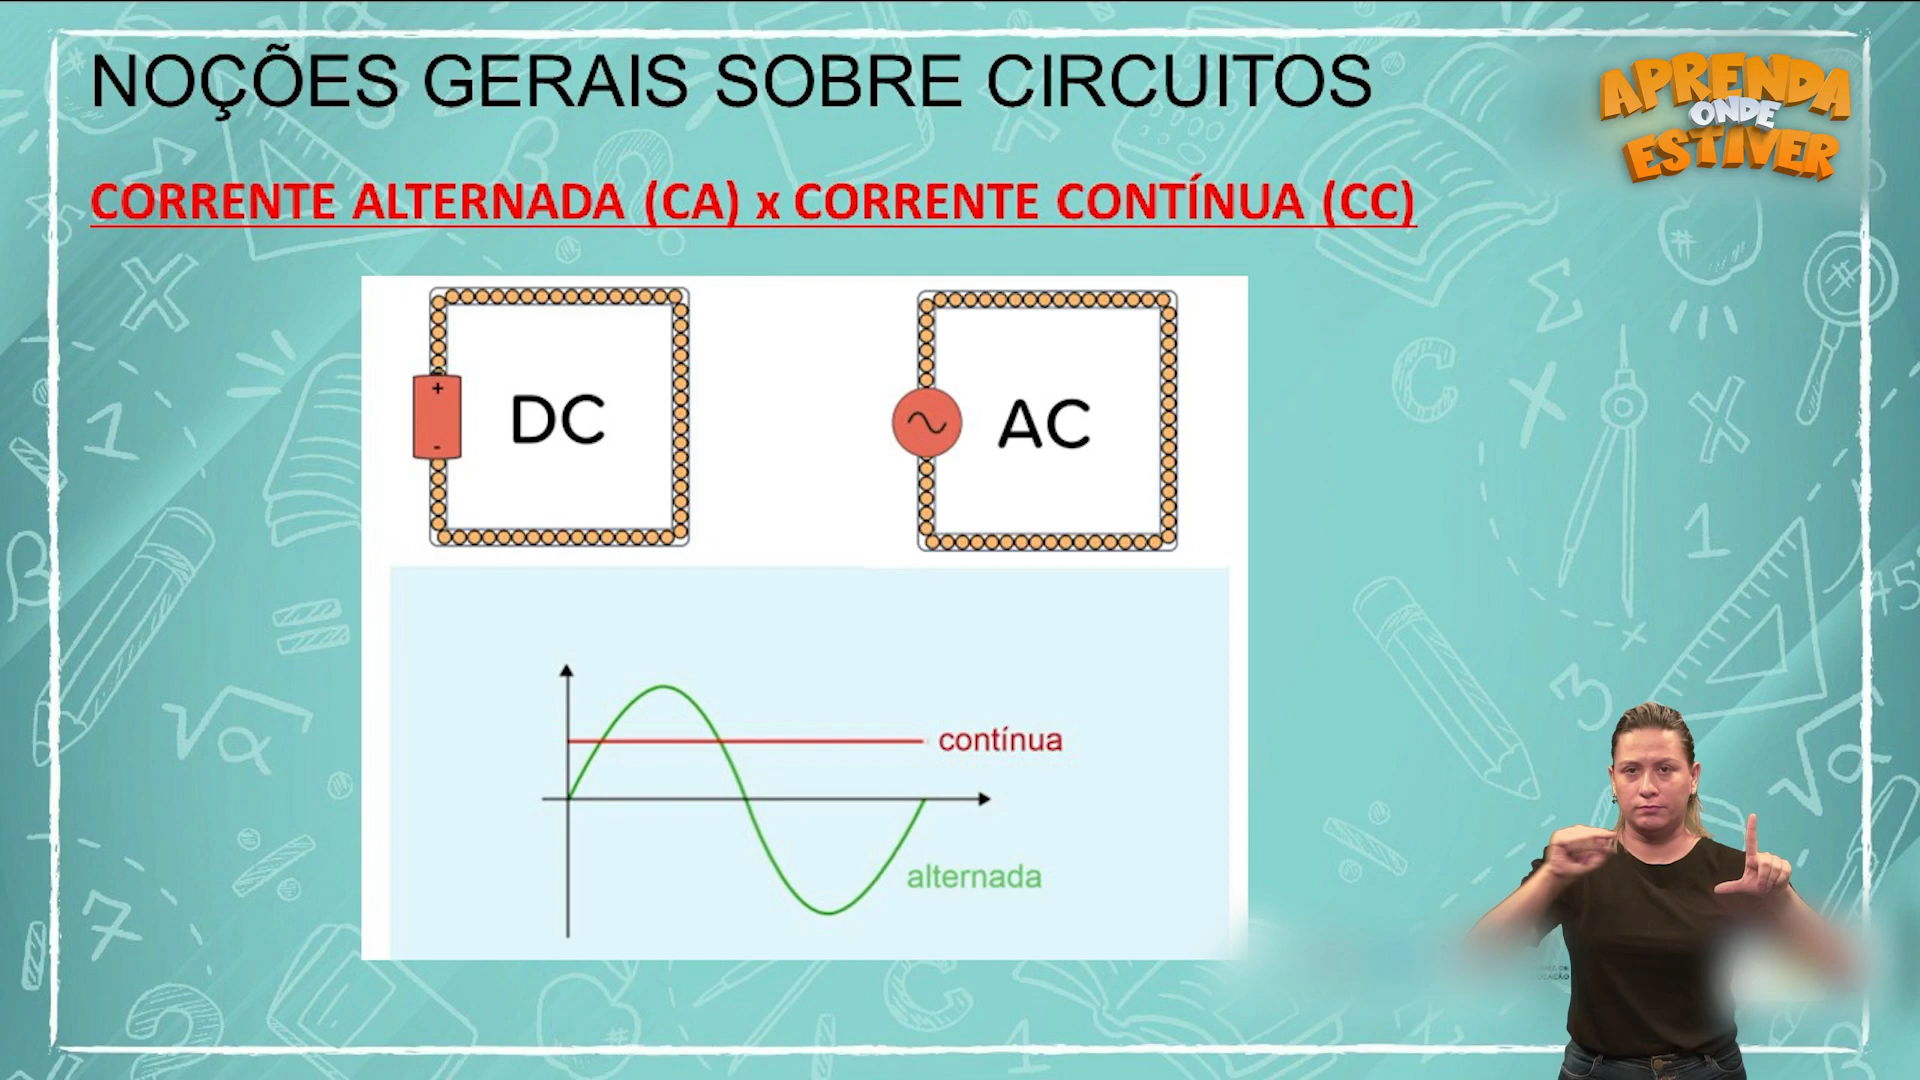 NOÇÕES GERAIS SOBRE CIRCUITOS
APRENDA
ONDE
ESTIVER
CORRENTE ALTERNADA (CA) x CORRENTE CONTÍNUA (CC)
+
-
DC
AC
contínua
alternada